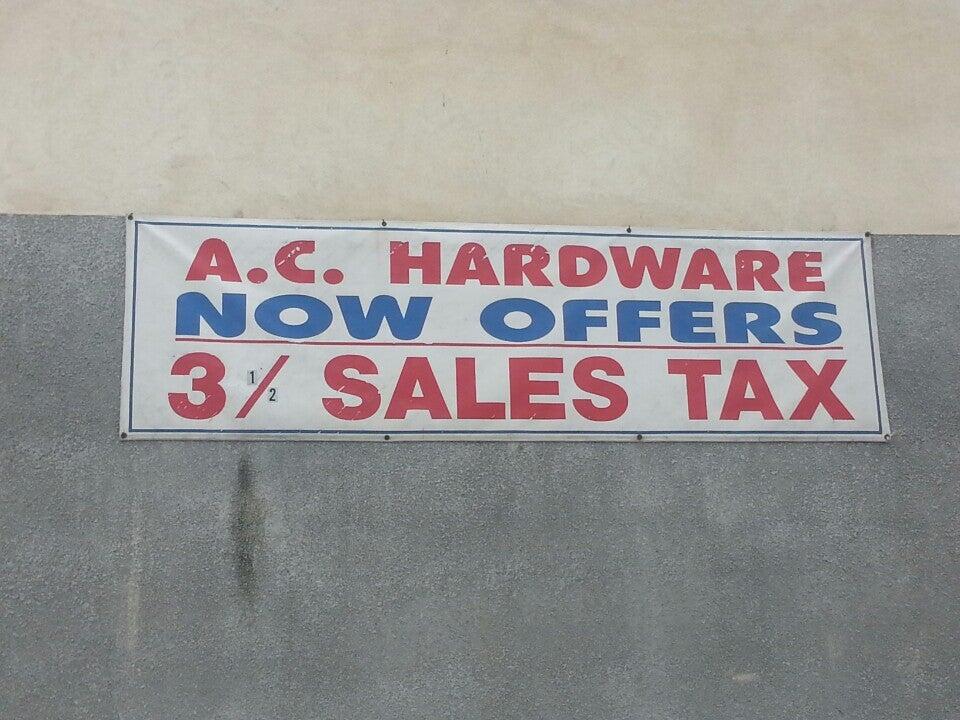 A.C. HARDWARE
NOW OFFERS
3 1/2 SALES TAX